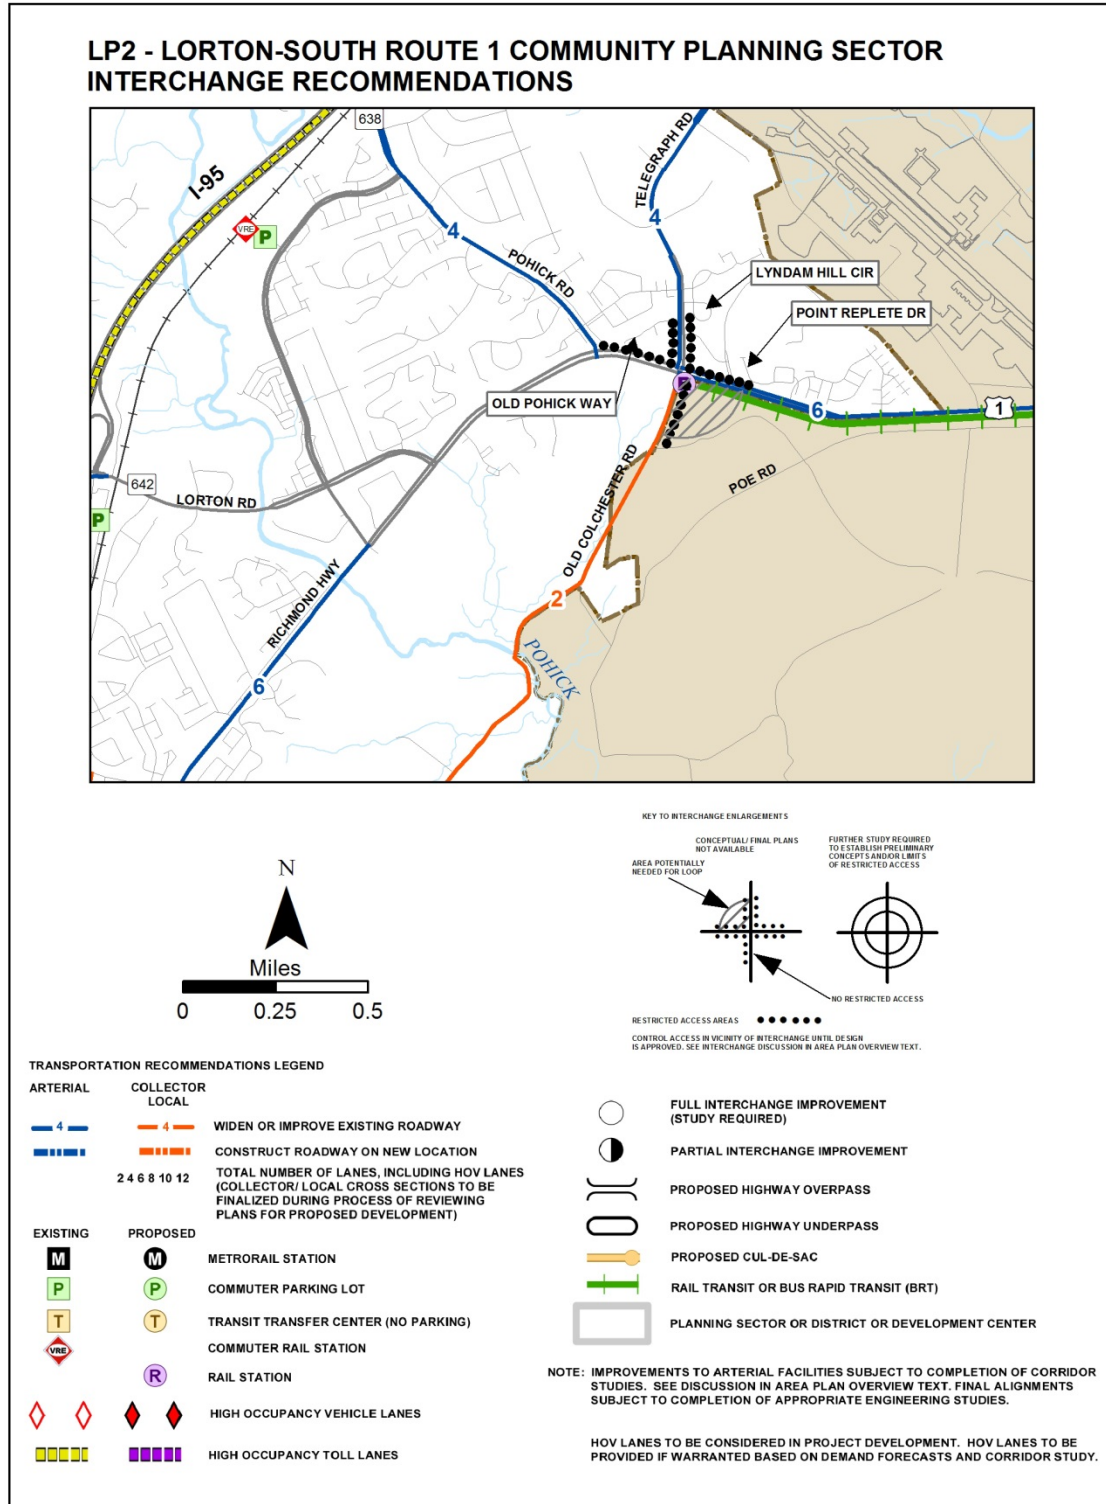 LP2 - LORTON-SOUTH ROUTE 1 COMMUNITY PLANNING SECTOR
INTERCHANGE RECOMMENDATIONS
638
I-95
TELEGRAPH RD
VRE
P
4
4
POHICK RD
LYNDAM HILL CIR
POINT REPLETE DR
R
OLD POHICK WAY
6
1
642
LORTON RD
P
OLD COLCHESTER RD
POE RD
RICHMOND HWY
2
POHICK
6
KEY TO INTERCHANGE ENLARGEMENTS
CONCEPTUAL/ FINAL PLANS
NOT AVAILABLE
AREA POTENTIALLY
NEEDED FOR LOOP
FURTHER STUDY REQUIRED
TO ESTABLISH PRELIMINARY
CONCEPTS AND/OR LIMITS
OF RESTRICTED ACCESS
NO RESTRICTED ACCESS
RESTRICTED ACCESS AREAS
CONTROL ACCESS IN VICINITY OF INTERCHANGE UNTIL DESIGN
IS APPROVED. SEE INTERCHANGE DISCUSSION IN AREA PLAN OVERVIEW TEXT.
N
Miles
0 0.25 0.5
TRANSPORTATION RECOMMENDATIONS LEGEND
ARTERIAL COLLECTOR
LOCAL
4 4 WIDEN OR IMPROVE EXISTING ROADWAY
CONSTRUCT ROADWAY ON NEW LOCATION
2 4 6 8 10 12 TOTAL NUMBER OF LANES, INCLUDING HOV LANES
(COLLECTOR/ LOCAL CROSS SECTIONS TO BE
FINALIZED DURING PROCESS OF REVIEWING
PLANS FOR PROPOSED DEVELOPMENT)
EXISTING PROPOSED
M M METRORAIL STATION
P P COMMUTER PARKING LOT
T T TRANSIT TRANSFER CENTER (NO PARKING)
VRE COMMUTER RAIL STATION
R RAIL STATION
HIGH OCCUPANCY VEHICLE LANES
HIGH OCCUPANCY TOLL LANES
FULL INTERCHANGE IMPROVEMENT
(STUDY REQUIRED)
PARTIAL INTERCHANGE IMPROVEMENT
PROPOSED HIGHWAY OVERPASS
PROPOSED HIGHWAY UNDERPASS
PROPOSED CUL-DE-SAC
RAIL TRANSIT OR BUS RAPID TRANSIT (BRT)
PLANNING SECTOR OR DISTRICT OR DEVELOPMENT CENTER
NOTE: IMPROVEMENTS TO ARTERIAL FACILITIES SUBJECT TO COMPLETION OF CORRIDOR
STUDIES. SEE DISCUSSION IN AREA PLAN OVERVIEW TEXT. FINAL ALIGNMENTS
SUBJECT TO COMPLETION OF APPROPRIATE ENGINEERING STUDIES.
HOV LANES TO BE CONSIDERED IN PROJECT DEVELOPMENT. HOV LANES TO BE
PROVIDED IF WARRANTED BASED ON DEMAND FORECASTS AND CORRIDOR STUDY.